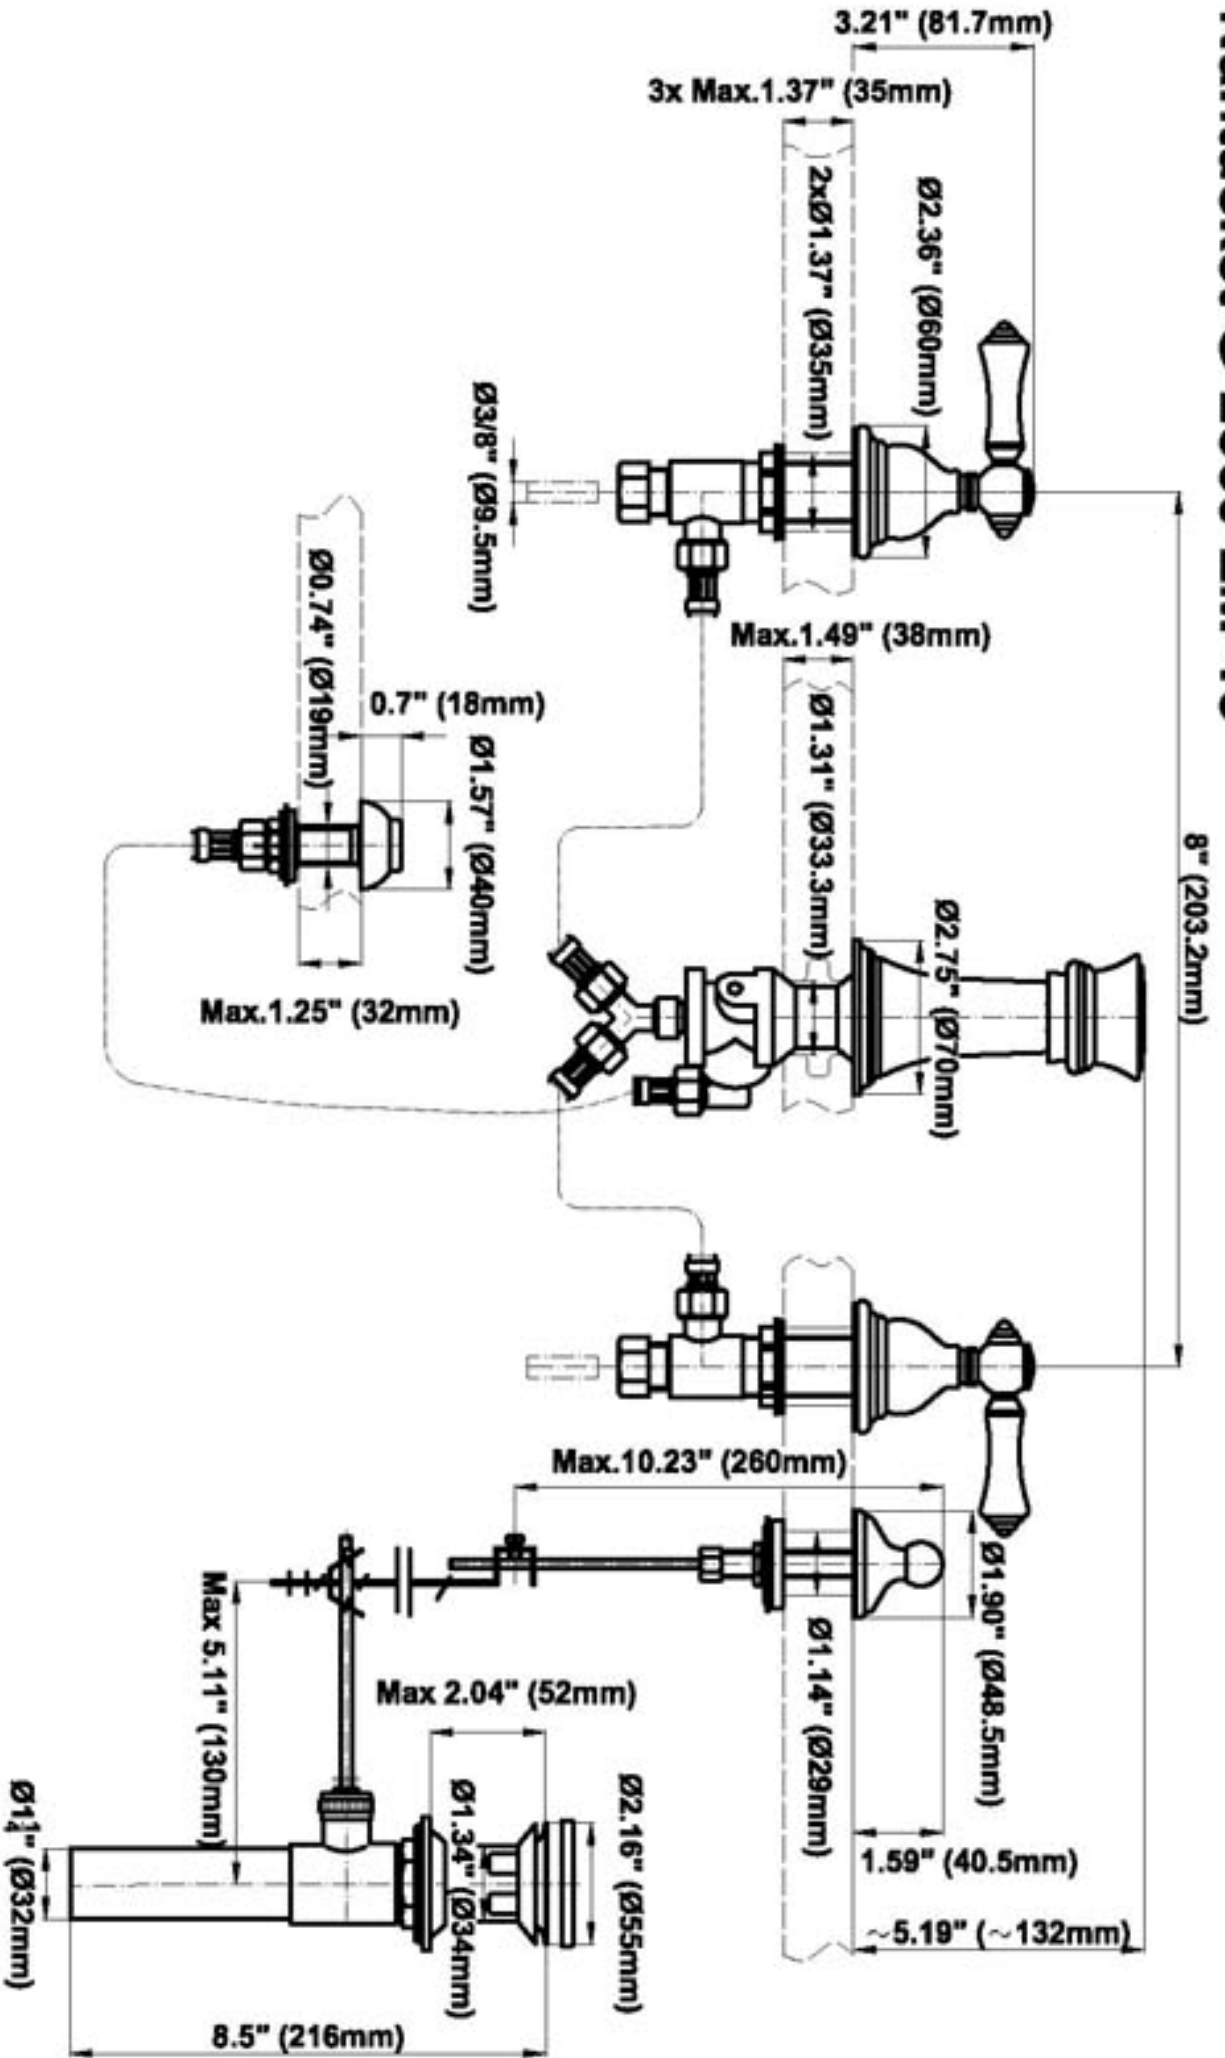 3.21" (81.7mm)
3x Max.1.37" (35mm)
2xØ1.37" (Ø35mm)
Ø2.36" (Ø60mm)
Ø3/8" (Ø9.5mm)
Max.1.49" (38mm)
Ø0.74" (Ø19mm)
0.7" (18mm)
Ø1.57" (Ø40mm)
Ø1.31" (Ø33.3mm)
8" (203.2mm)
Ø2.75" (Ø70mm)
Max.1.25" (32mm)
Max.10.23" (260mm)
Ø1.90" (Ø48.5mm)
Ø1.14" (Ø29mm)
Max 5.11" (130mm)
Max 2.04" (52mm)
Ø1.34" (Ø34mm)
Ø2.16" (Ø55mm)
1.59" (40.5mm)
~5.19" (~132mm)
Ø1¼" (Ø32mm)
8.5" (216mm)